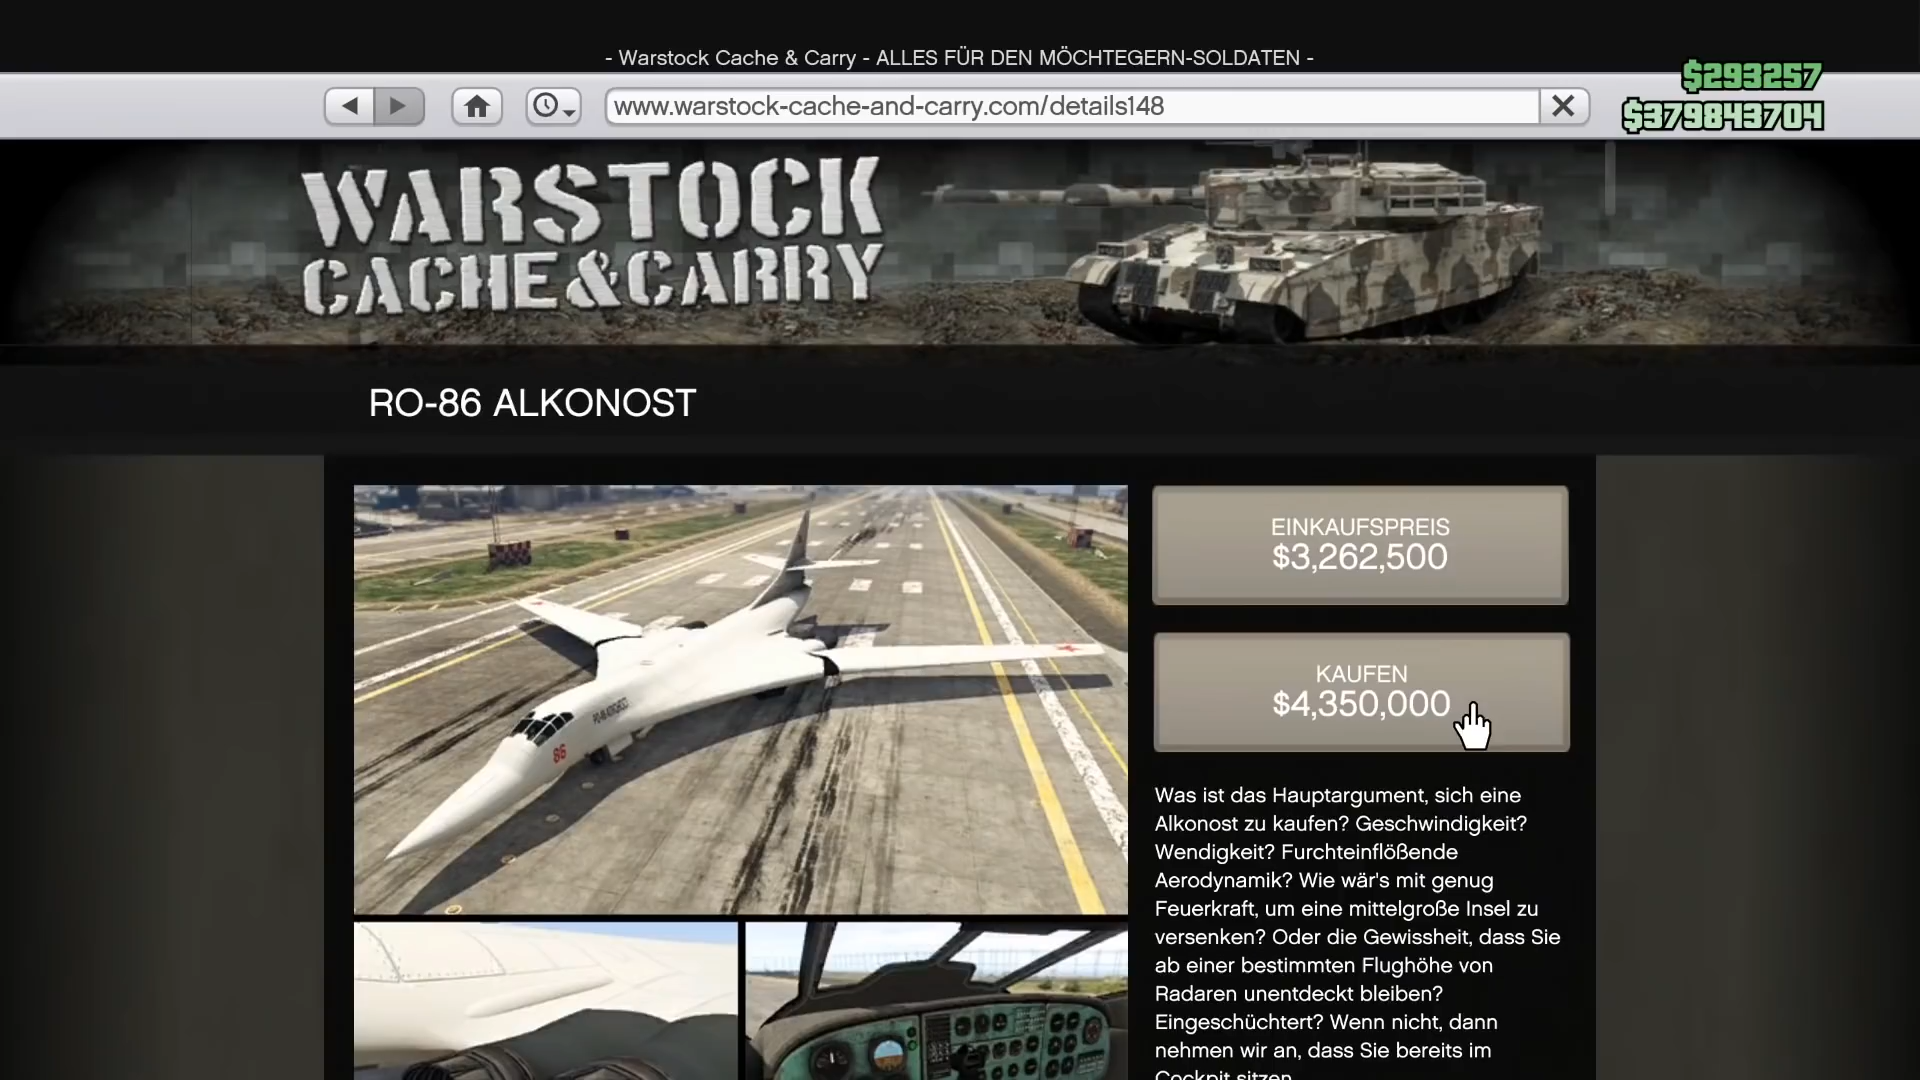 - Warstock Cache & Carry - ALLES FÜR DEN MÖCHTEGERN-SOLDATEN -
$293257
www.warstock-cache-and-carry.com/details148
$379843704
WARSTOCK
CACHE & CARRY
RO-86 ALKONOST
EINKAUFSPREIS
$3,262,500
KAUFEN
$4,350,000
86
Was ist das Hauptargument, sich eine
Alkonost zu kaufen? Geschwindigkeit?
Wendigkeit? Furchteinflößende
Aerodynamik? Wie wär's mit genug
Feuerkraft, um eine mittelgroße Insel zu
versenken? Oder die Gewissheit, dass Sie
ab einer bestimmten Flughöhe von
Radaren unentdeckt bleiben?
Eingeschüchtert? Wenn nicht, dann
nehmen wir an, dass Sie bereits im
Cockpit sitzen.